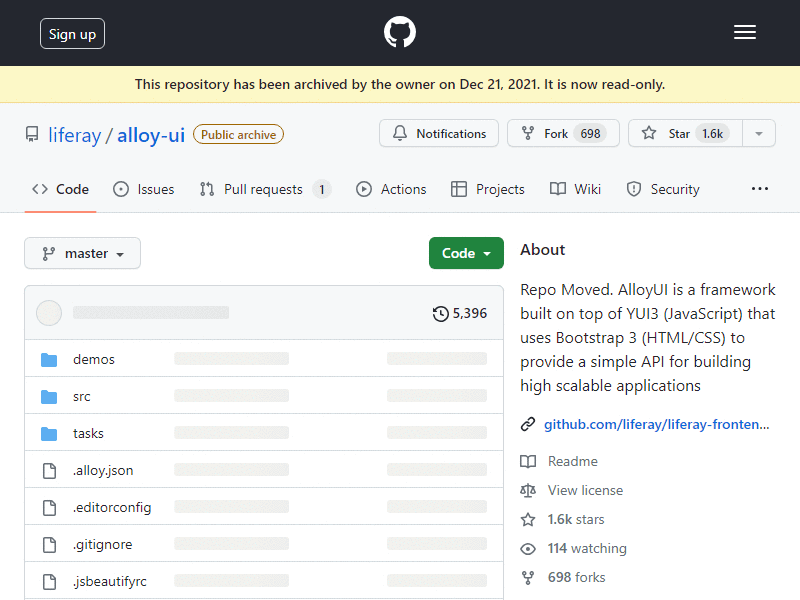 Sign up
This repository has been archived by the owner on Dec 21, 2021. It is now read-only.
liferay / alloy-ui Public archive
Notifications Fork 698 Star 1.6k
Code Issues Pull requests 1 Actions Projects Wiki Security
master Code
5,396
demos
src
tasks
.alloy.json
.editorconfig
.gitignore
.jsbeautifyrc
About
Repo Moved. AlloyUI is a framework
built on top of YUI3 (JavaScript) that
uses Bootstrap 3 (HTML/CSS) to
provide a simple API for building
high scalable applications
github.com/liferay/liferay-fronten...
Readme
View license
1.6k stars
114 watching
698 forks